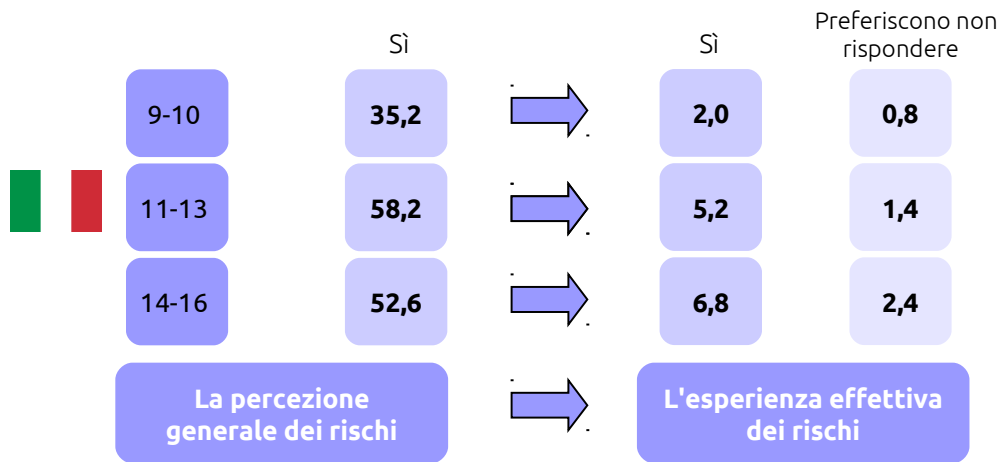 Sì
Sì
Preferiscono non
rispondere
9-10
35,2
2,0
0,8
11-13
58,2
5,2
1,4
14-16
52,6
6,8
2,4
La percezione
generale dei rischi
L'esperienza effettiva
dei rischi